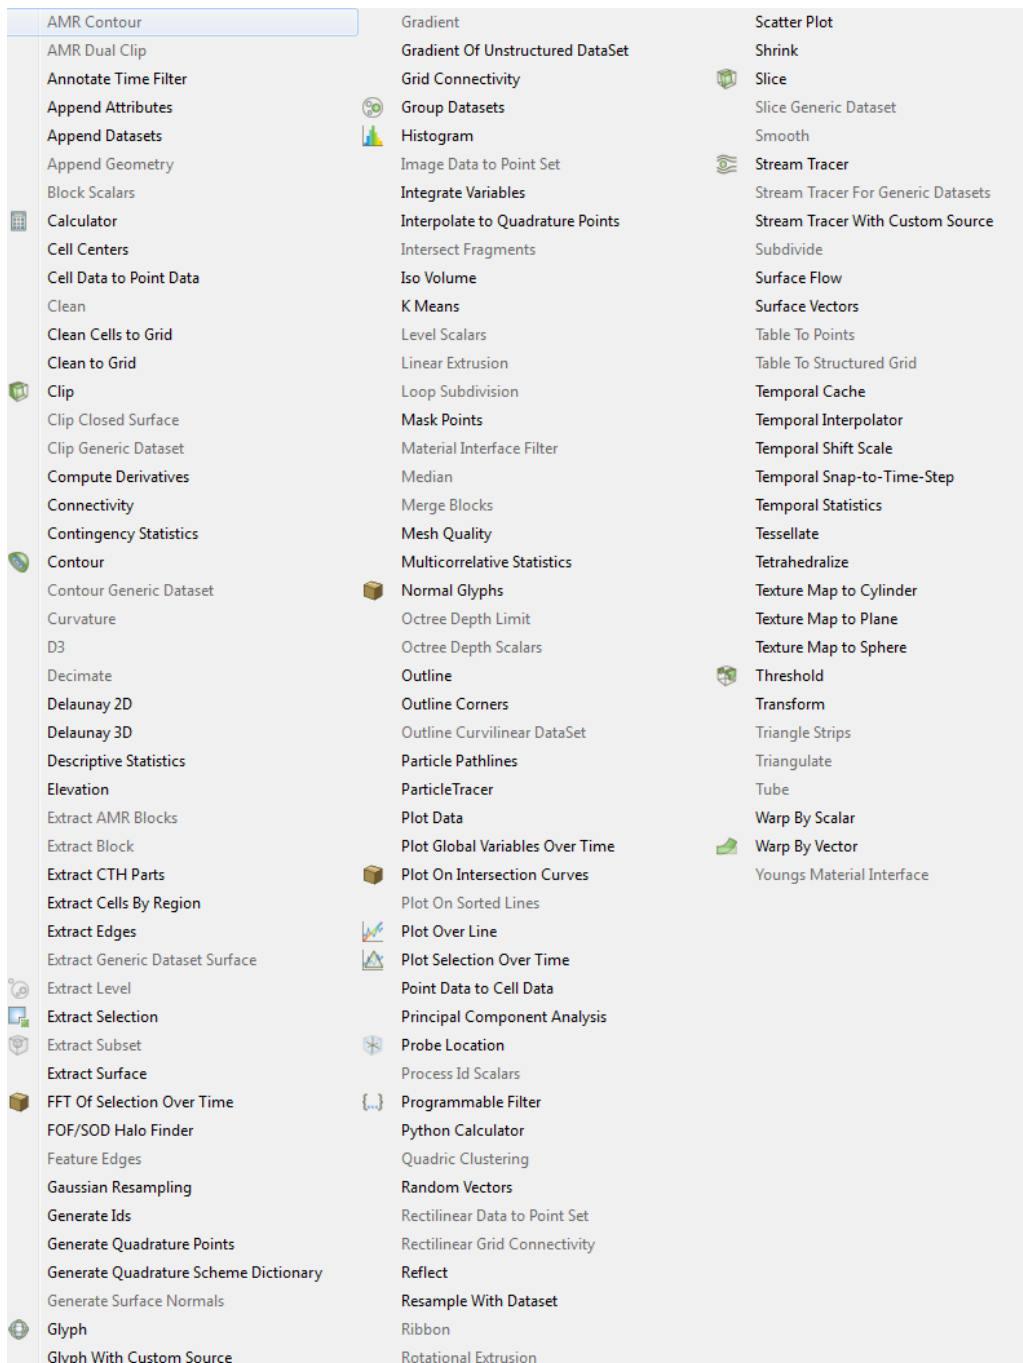 AMR Contour
AMR Dual Clip
Annotate Time Filter
Append Attributes
Append Datasets
Append Geometry
Block Scalars
Calculator
Cell Centers
Cell Data to Point Data
Clean
Clean Cells to Grid
Clean to Grid
Clip
Clip Closed Surface
Clip Generic Dataset
Compute Derivatives
Connectivity
Contingency Statistics
Contour
Contour Generic Dataset
Curvature
D3
Decimate
Delaunay 2D
Delaunay 3D
Descriptive Statistics
Elevation
Extract AMR Blocks
Extract Block
Extract CTH Parts
Extract Cells By Region
Extract Edges
Extract Generic Dataset Surface
Extract Level
Extract Selection
Extract Subset
Extract Surface
FFT Of Selection Over Time
FOF/SOD Halo Finder
Feature Edges
Gaussian Resampling
Generate Ids
Generate Quadrature Points
Generate Quadrature Scheme Dictionary
Generate Surface Normals
Glyph
Glyph With Custom Source
Gradient
Gradient Of Unstructured DataSet
Grid Connectivity
Group Datasets
Histogram
Image Data to Point Set
Integrate Variables
Interpolate to Quadrature Points
Intersect Fragments
Iso Volume
K Means
Level Scalars
Linear Extrusion
Loop Subdivision
Mask Points
Material Interface Filter
Median
Merge Blocks
Mesh Quality
Multicorrelative Statistics
Normal Glyphs
Octree Depth Limit
Octree Depth Scalars
Outline
Outline Corners
Outline Curvilinear DataSet
Particle Pathlines
ParticleTracer
Plot Data
Plot Global Variables Over Time
Plot On Intersection Curves
Plot On Sorted Lines
Plot Over Line
Plot Selection Over Time
Point Data to Cell Data
Principal Component Analysis
Probe Location
Process Id Scalars
{...} Programmable Filter
Python Calculator
Quadric Clustering
Random Vectors
Rectilinear Data to Point Set
Rectilinear Grid Connectivity
Reflect
Resample With Dataset
Ribbon
Rotational Extrusion
Scatter Plot
Shrink
Slice
Slice Generic Dataset
Smooth
Stream Tracer
Stream Tracer For Generic Datasets
Stream Tracer With Custom Source
Subdivide
Surface Flow
Surface Vectors
Table To Points
Table To Structured Grid
Temporal Cache
Temporal Interpolator
Temporal Shift Scale
Temporal Snap-to-Time-Step
Temporal Statistics
Tessellate
Tetrahedralize
Texture Map to Cylinder
Texture Map to Plane
Texture Map to Sphere
Threshold
Transform
Triangle Strips
Triangulate
Tube
Warp By Scalar
Warp By Vector
Youngs Material Interface